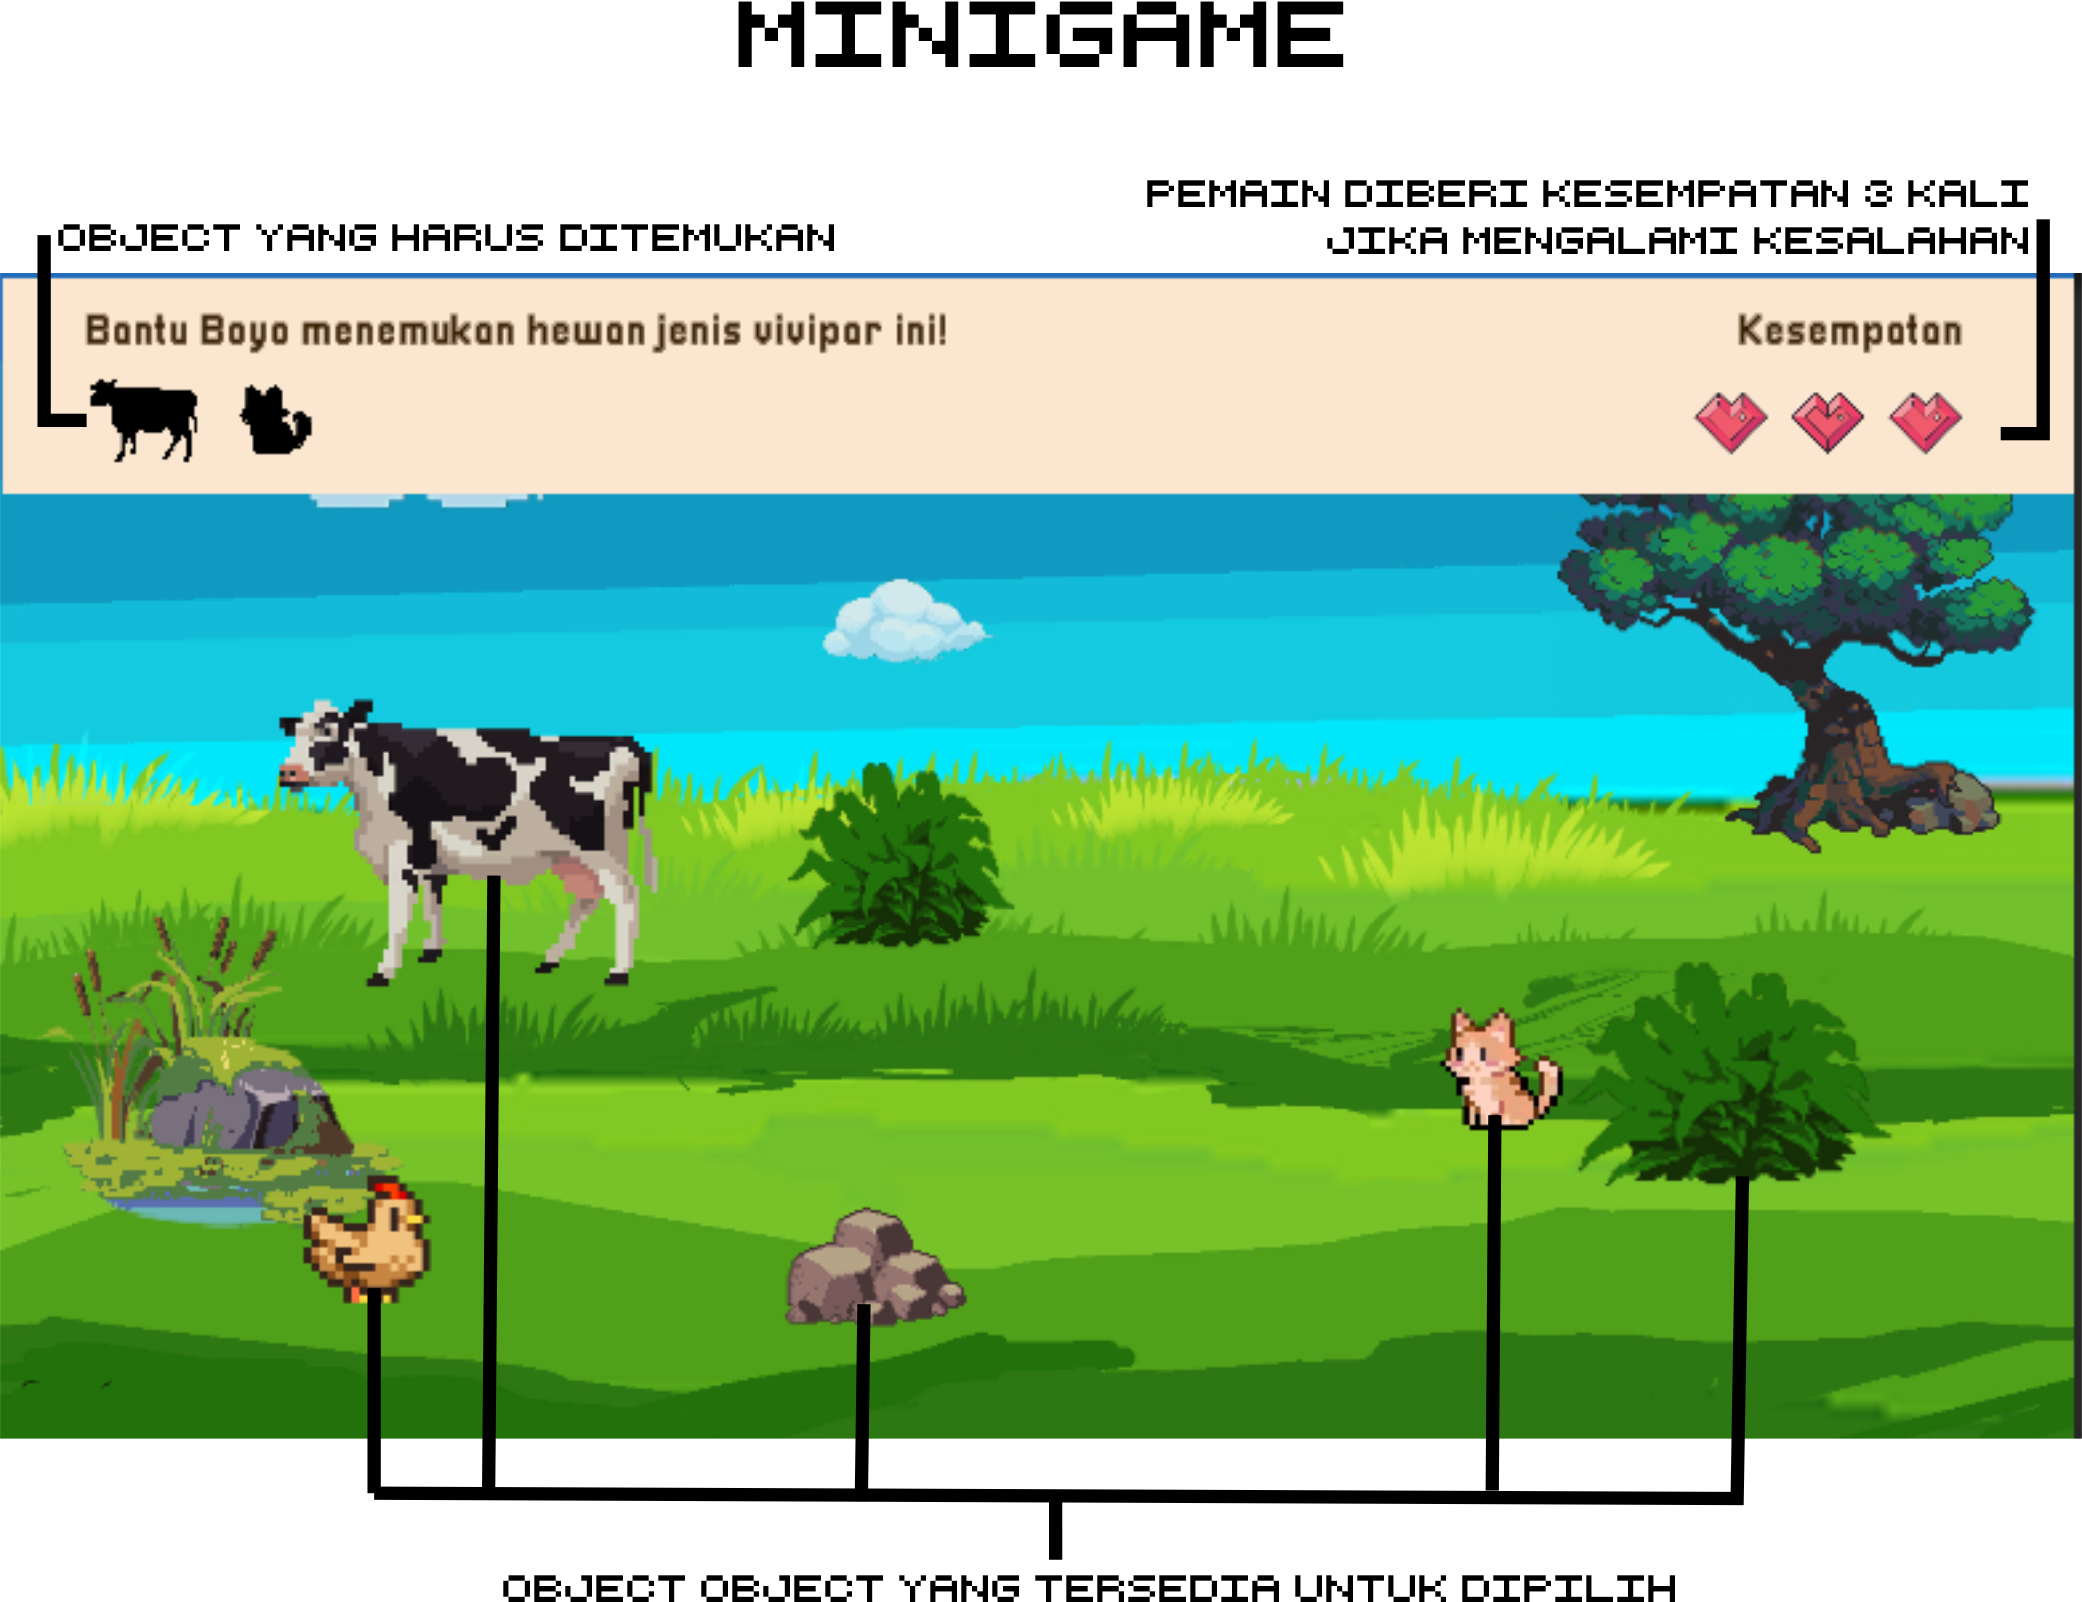 MINIGAME
PEMAIN DIBERI KESEMPATAN 3 KALI
JIKA MENGALAMI KESALAHAN
OBJECT YANG HARUS DITEMUKAN
Bantu Boyo menemukan hewan jenis vivipar ini!
Kesempatan
OBJECT OBJECT YANG TERSEDIA UNTUK DIPILIH